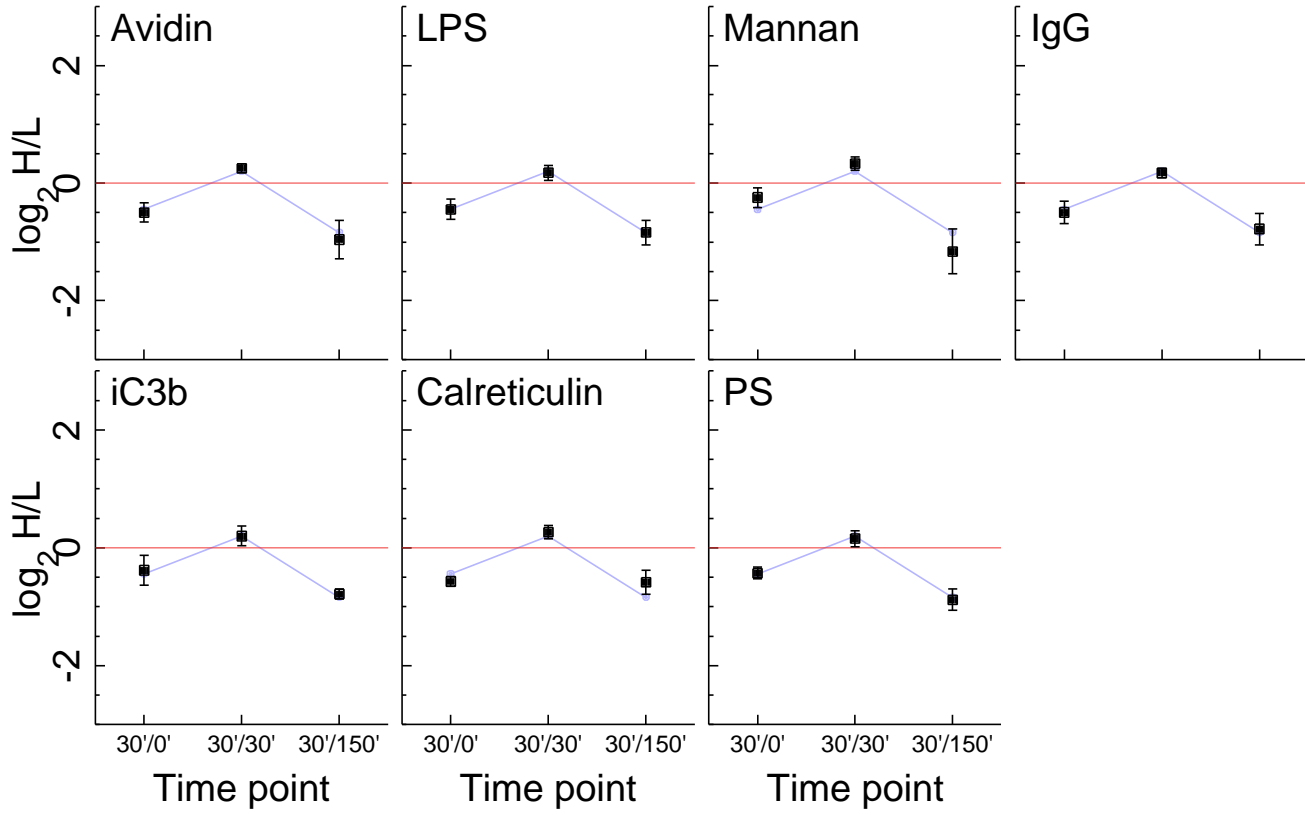 Avidin LPS Mannan IgG
2
0
-2
log2 H/L
iC3b Calreticulin PS
2
0
-2
log2 H/L
30'/0' 30'/30' 30'/150' 30'/0' 30'/30' 30'/150' 30'/0' 30'/30' 30'/150'
Time point Time point Time point